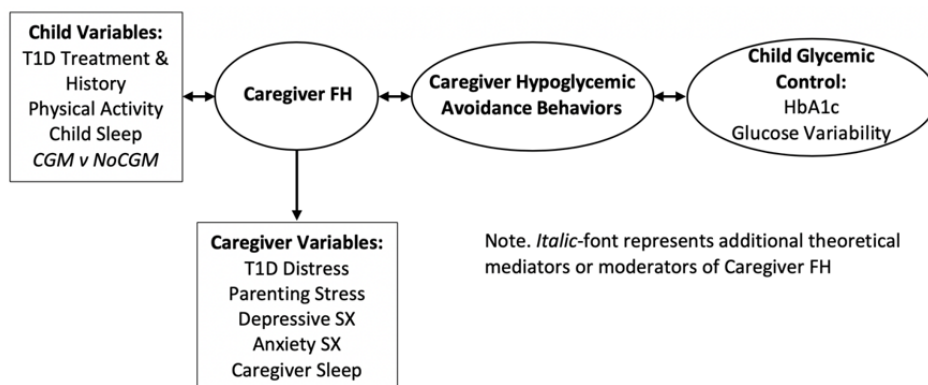 Child Variables:
T1D Treatment &
History
Physical Activity
Child Sleep
CGM v NoCGM
Caregiver FH
Caregiver Hypoglycemic
Avoidance Behaviors
Child Glycemic
Control:
HbA1c
Glucose Variability
Caregiver Variables:
T1D Distress
Parenting Stress
Depressive SX
Anxiety SX
Caregiver Sleep
Note. Italic-font represents additional theoretical
mediators or moderators of Caregiver FH